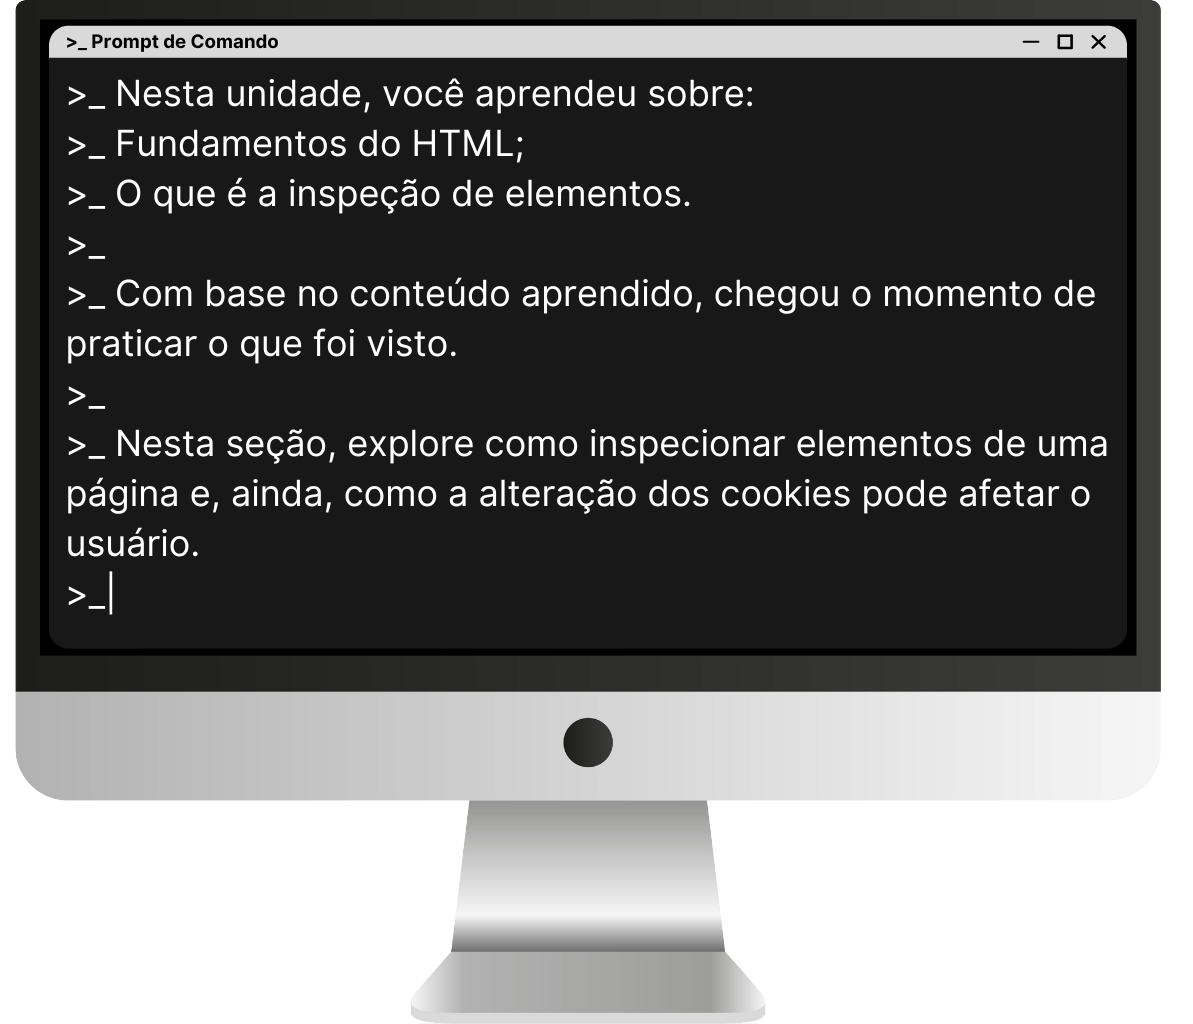 >_ Prompt de Comando
>_ Nesta unidade, você aprendeu sobre:
>_ Fundamentos do HTML;
>_ O que é a inspeção de elementos.
>_
>_ Com base no conteúdo aprendido, chegou o momento de
praticar o que foi visto.
>_
>_ Nesta seção, explore como inspecionar elementos de uma
página e, ainda, como a alteração dos cookies pode afetar o
usuário.
>_|